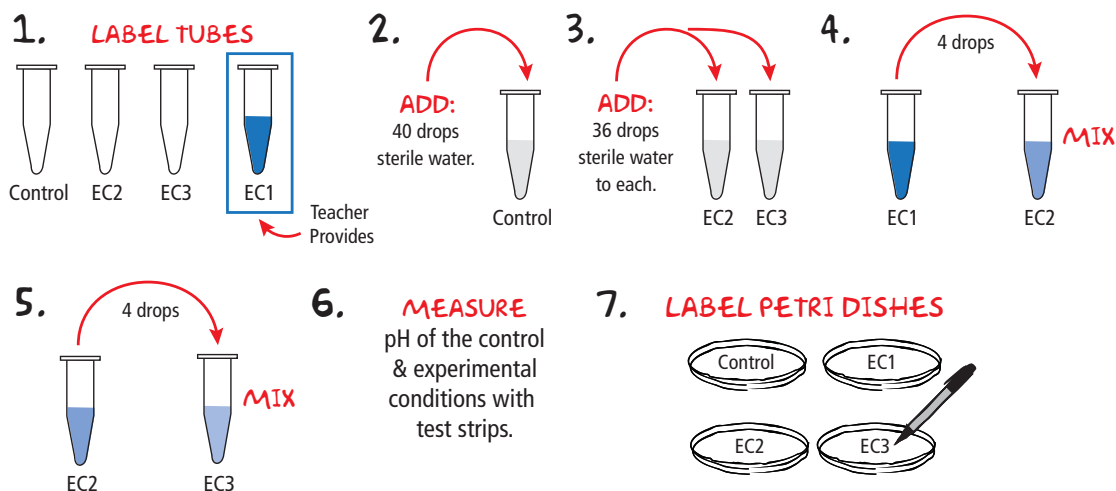 1. LABEL TUBES
Control EC2 EC3 EC1
Teacher
Provides
2.
ADD:
40 drops
sterile water.
Control
3.
ADD:
36 drops
sterile water
to each.
EC2 EC3
4.
4 drops
MIX
EC1 EC2
5.
4 drops
MIX
EC2 EC3
6. MEASURE
pH of the control
& experimental
conditions with
test strips.
7. LABEL PETRI DISHES
Control EC1
EC2 EC3